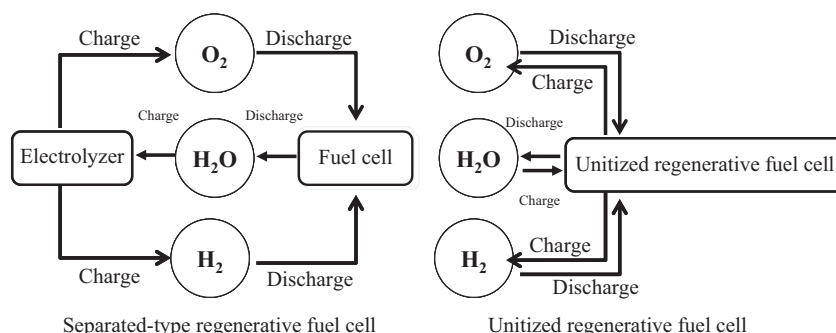 Charge
O₂
Discharge
Electrolyzer
Charge
H₂O
Discharge
Fuel cell
Charge
H₂
Discharge
Separated-type regenerative fuel cell
O₂
Discharge
Charge
H₂O
Discharge
Charge
Unitized regenerative fuel cell
H₂
Charge
Discharge
Unitized regenerative fuel cell